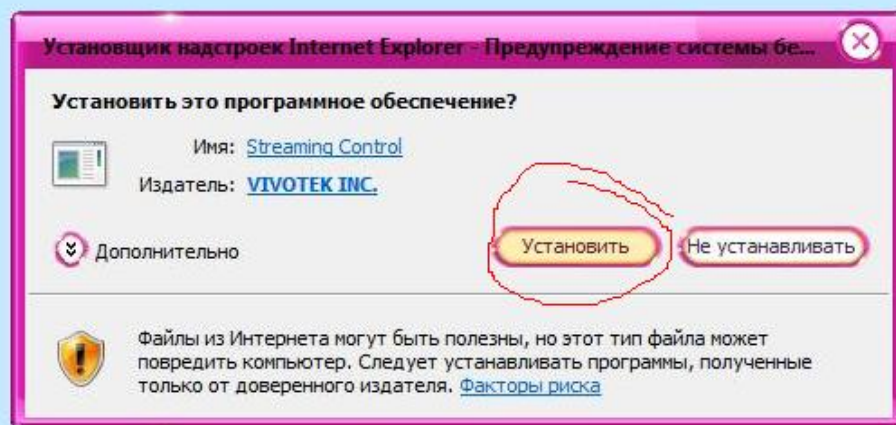 Установщик надстроек Internet Explorer - Предупреждение системы бе...
Установить это программное обеспечение?
Имя: Streaming Control
Издатель: VIVOTEK INC.
Дополнительно
Установить
Не устанавливать
Файлы из Интернета могут быть полезны, но этот тип файла может
повредить компьютер. Следует устанавливать программы, полученные
только от доверенного издателя. Факторы риска